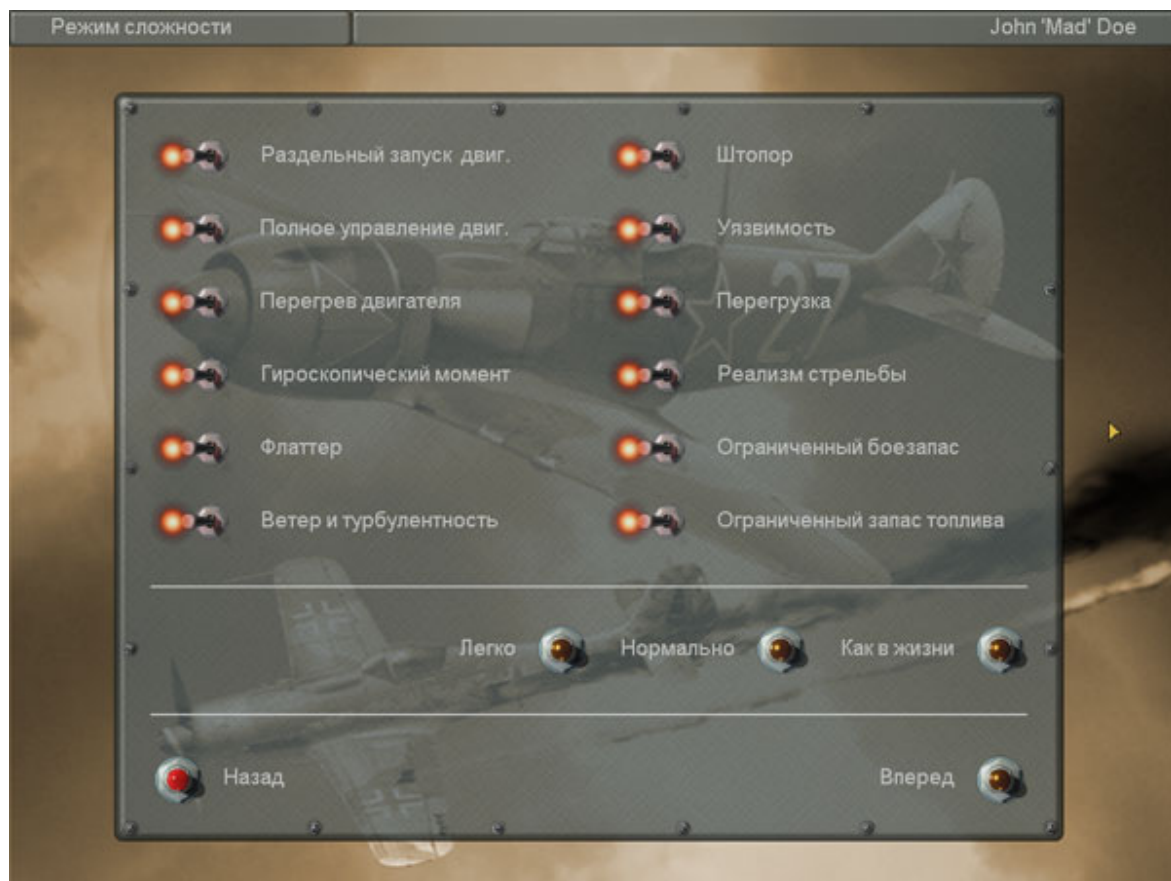 Режим сложности
John 'Mad' Doe
Раздельный запуск двиг.
Штопор
Полное управление двиг.
Уязвимость
Перегрев двигателя
Перегрузка
Гироскопический момент
Реализм стрельбы
Флаттер
Ограниченный боезапас
Ветер и турбулентность
Ограниченный запас топлива
Легко
Нормально
Как в жизни
Назад
Вперед
27